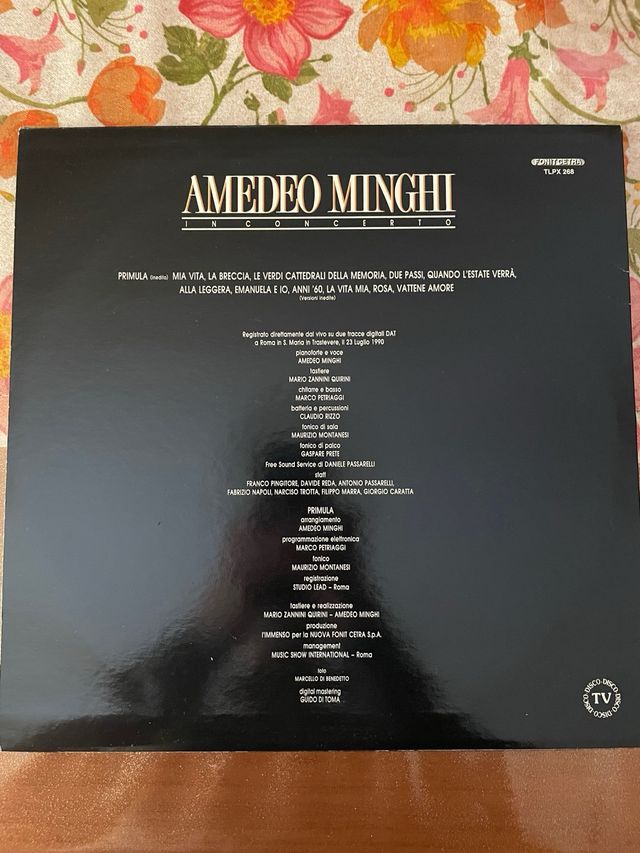 FONIT CETRA
TLPX 268
AMEDEO MINGHI
IN CONCERTO
PRIMULA (inedito) MIA VITA, LA BRECCIA, LE VERDI CATTEDRALI DELLA MEMORIA, DUE PASSI, QUANDO L'ESTATE VERRÀ,
ALLA LEGGERA, EMANUELA E IO, ANNI '60, LA VITA MIA, ROSA, VATTENE AMORE
(Versioni inedite)
Registrato direttamente dal vivo su due tracce digitali DAT
a Roma in S. Maria in Trastevere, il 23 Luglio 1990
pianoforte e voce
AMEDEO MINGHI
tastiere
MARIO ZANNINI QUIRINI
chitarre e basso
MARCO PETRIAGGI
batteria e percussioni
CLAUDIO RIZZO
fonico di sala
MAURIZIO MONTANESI
fonico di palco
GASPARE PRETE
Free Sound Service di DANIELE PASSARELLI
staff
FRANCO PINGITORE, DAVIDE REDA, ANTONIO PASSARELLI,
FABRIZIO NAPOLI, NARCISO TROTTA, FILIPPO MARRA, GIORGIO CARATTA
PRIMULA
arrangiamento
AMEDEO MINGHI
programmazione elettronica
MARCO PETRIAGGI
fonico
MAURIZIO MONTANESI
registrazione
STUDIO LEAD – Roma
tastiere e realizzazione
MARIO ZANNINI QUIRINI – AMEDEO MINGHI
produzione
l'IMMENSO per la NUOVA FONIT CETRA S.p.A.
management
MUSIC SHOW INTERNATIONAL – Roma
foto
MARCELLO DI BENEDETTO
digital mastering
GUIDO DI TOMA
DISCO·DISCO·DISCO·DISCO·
TV